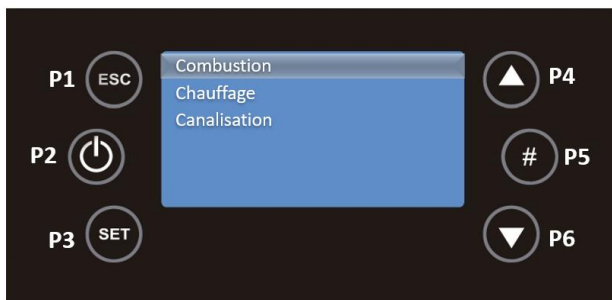 P1 ESC
Combustion
Chauffage
Canalisation
P4
P2
# P5
P3 SET
P6